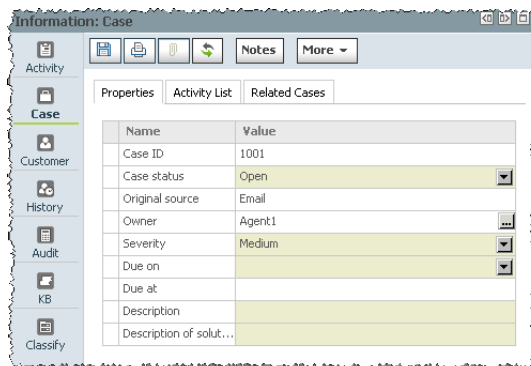 Information: Case
Notes
More
Activity
Case
Customer
History
Audit
KB
Classify
Properties
Activity List
Related Cases
Name Value
Case ID 1001
Case status Open
Original source Email
Owner Agent1 ...
Severity Medium
Due on
Due at
Description
Description of solut...